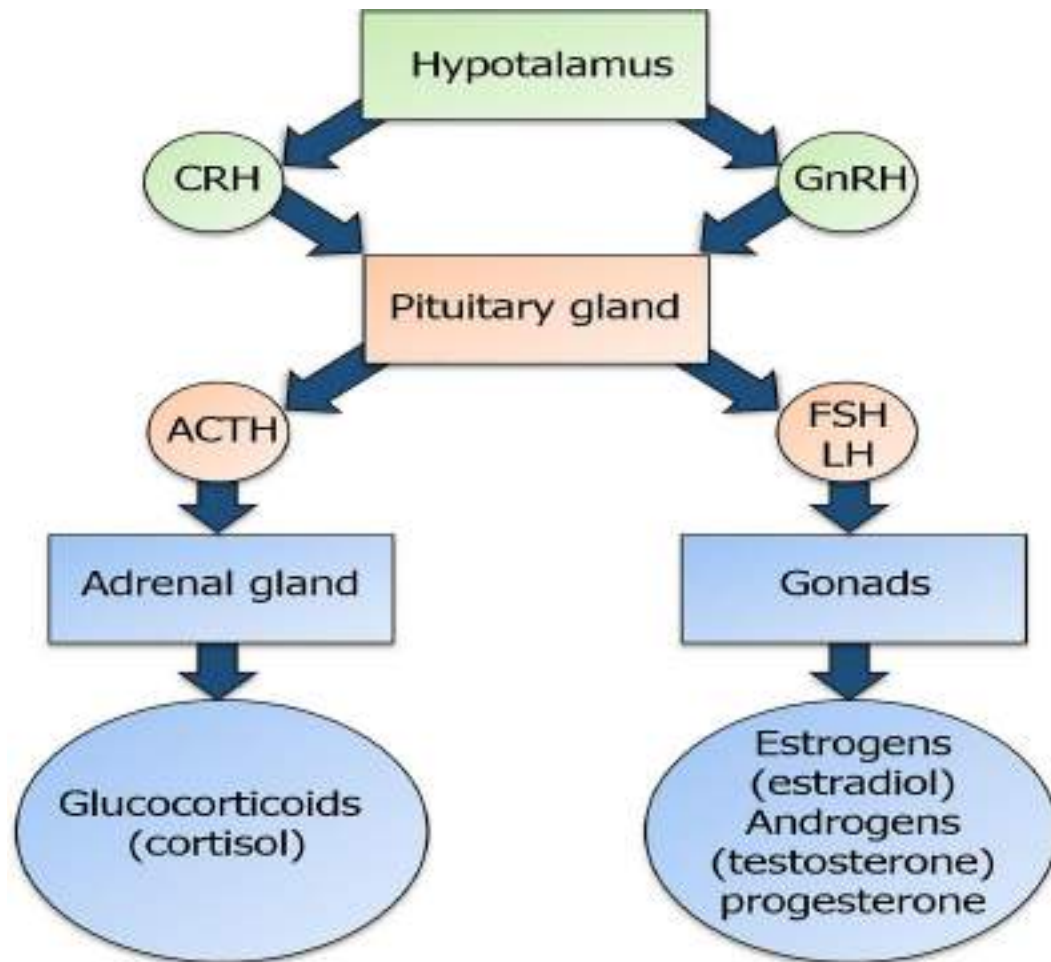 Hypotalamus
CRH
GnRH
Pituitary gland
ACTH
FSH
LH
Adrenal gland
Gonads
Glucocorticoids
(cortisol)
Estrogens
(estradiol)
Androgens
(testosterone)
progesterone